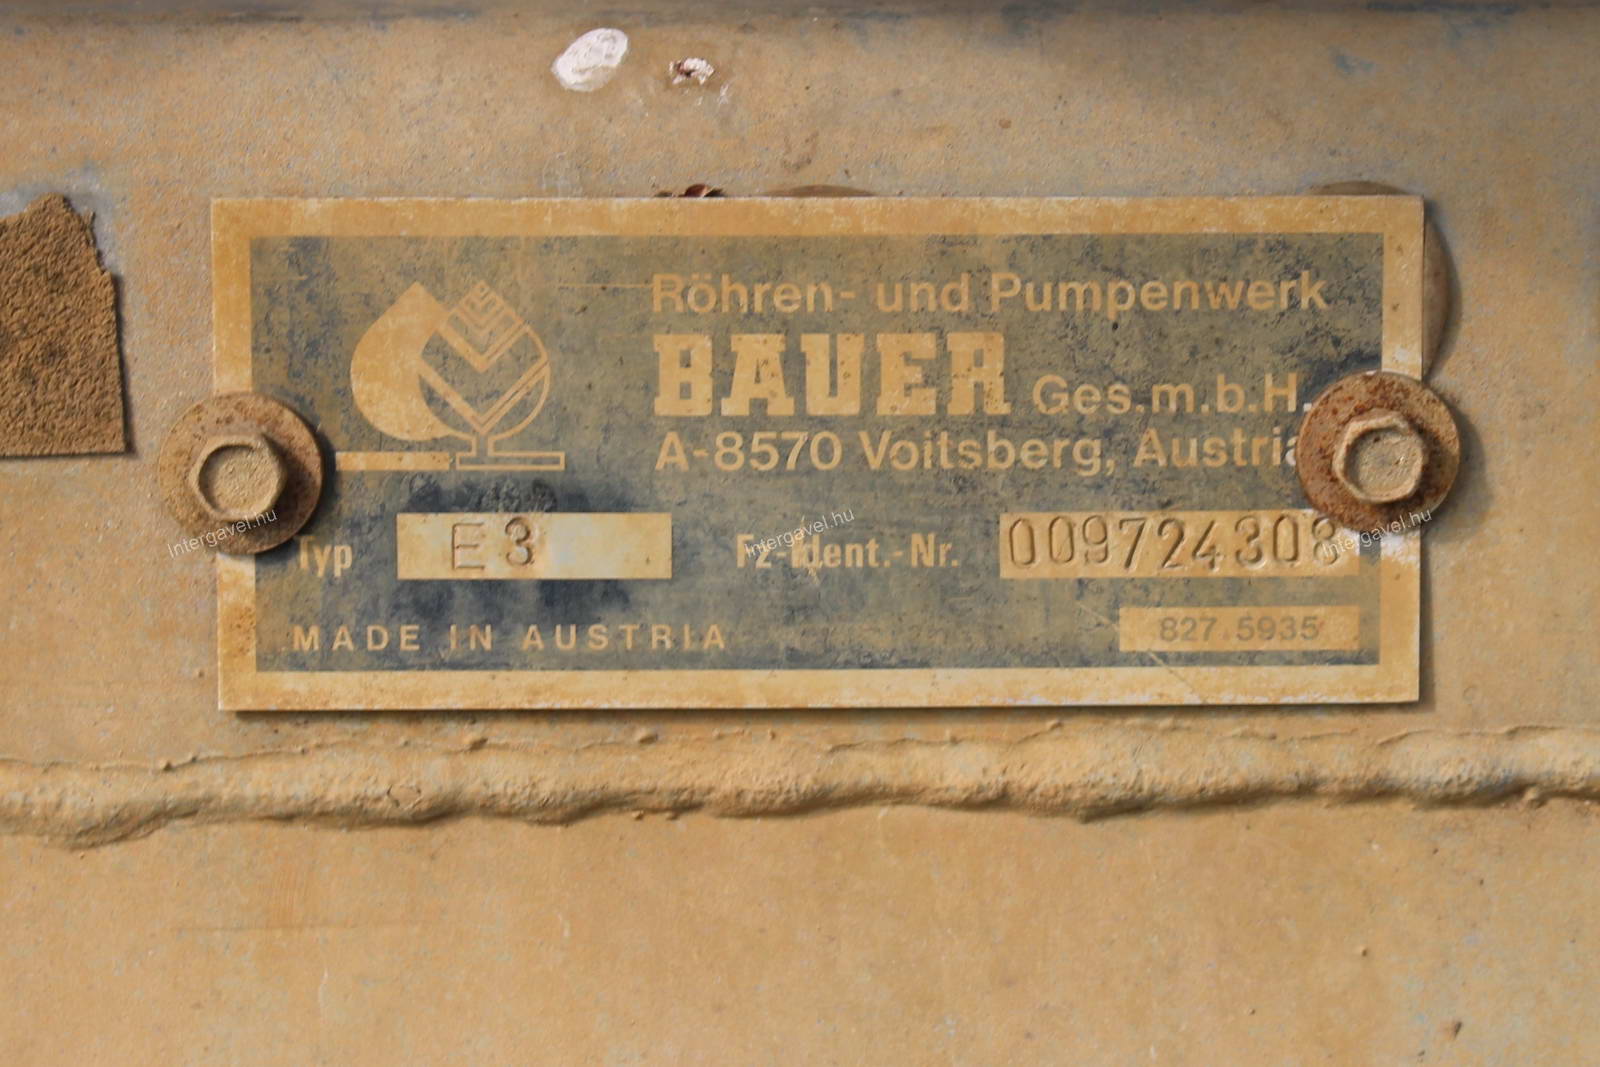 Röhren- und Pumpenwerk
BAUER Ges.m.b.H.
A-8570 Voitsberg, Austria
Typ E3 Fz-Ident.-Nr. 009724308
MADE IN AUSTRIA 827.5935
Intergavel.hu
Intergavel.hu
Intergavel.hu